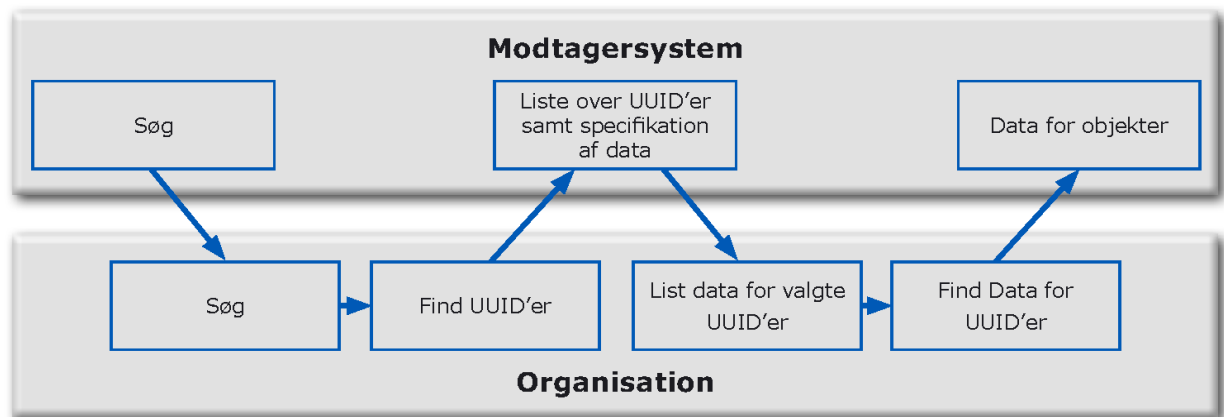 Modtagersystem
Søg
Liste over UUID’er
samt specifikation
af data
Data for objekter
Søg
Find UUID’er
List data for valgte
UUID’er
Find Data for
UUID’er
Organisation